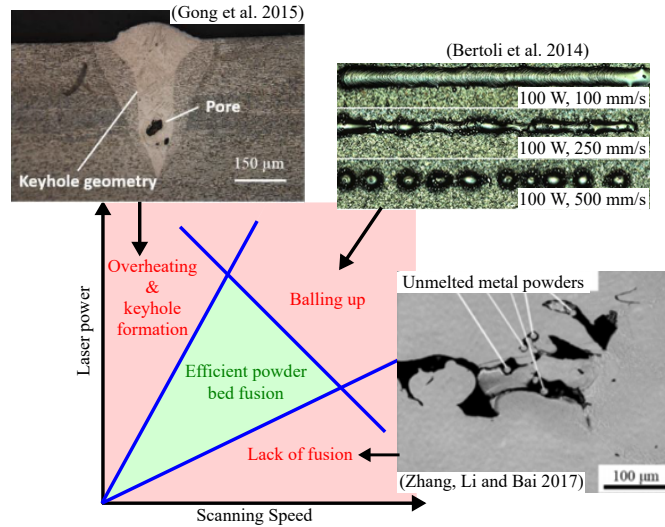 (Gong et al. 2015)
Pore
150 µm
Keyhole geometry
(Bertoli et al. 2014)
100 W, 100 mm/s
100 W, 250 mm/s
100 W, 500 mm/s
Laser power
Overheating
&
keyhole
formation
Balling up
Efficient powder
bed fusion
Lack of fusion
Scanning Speed
Unmelted metal powders
100 µm
(Zhang, Li and Bai 2017)